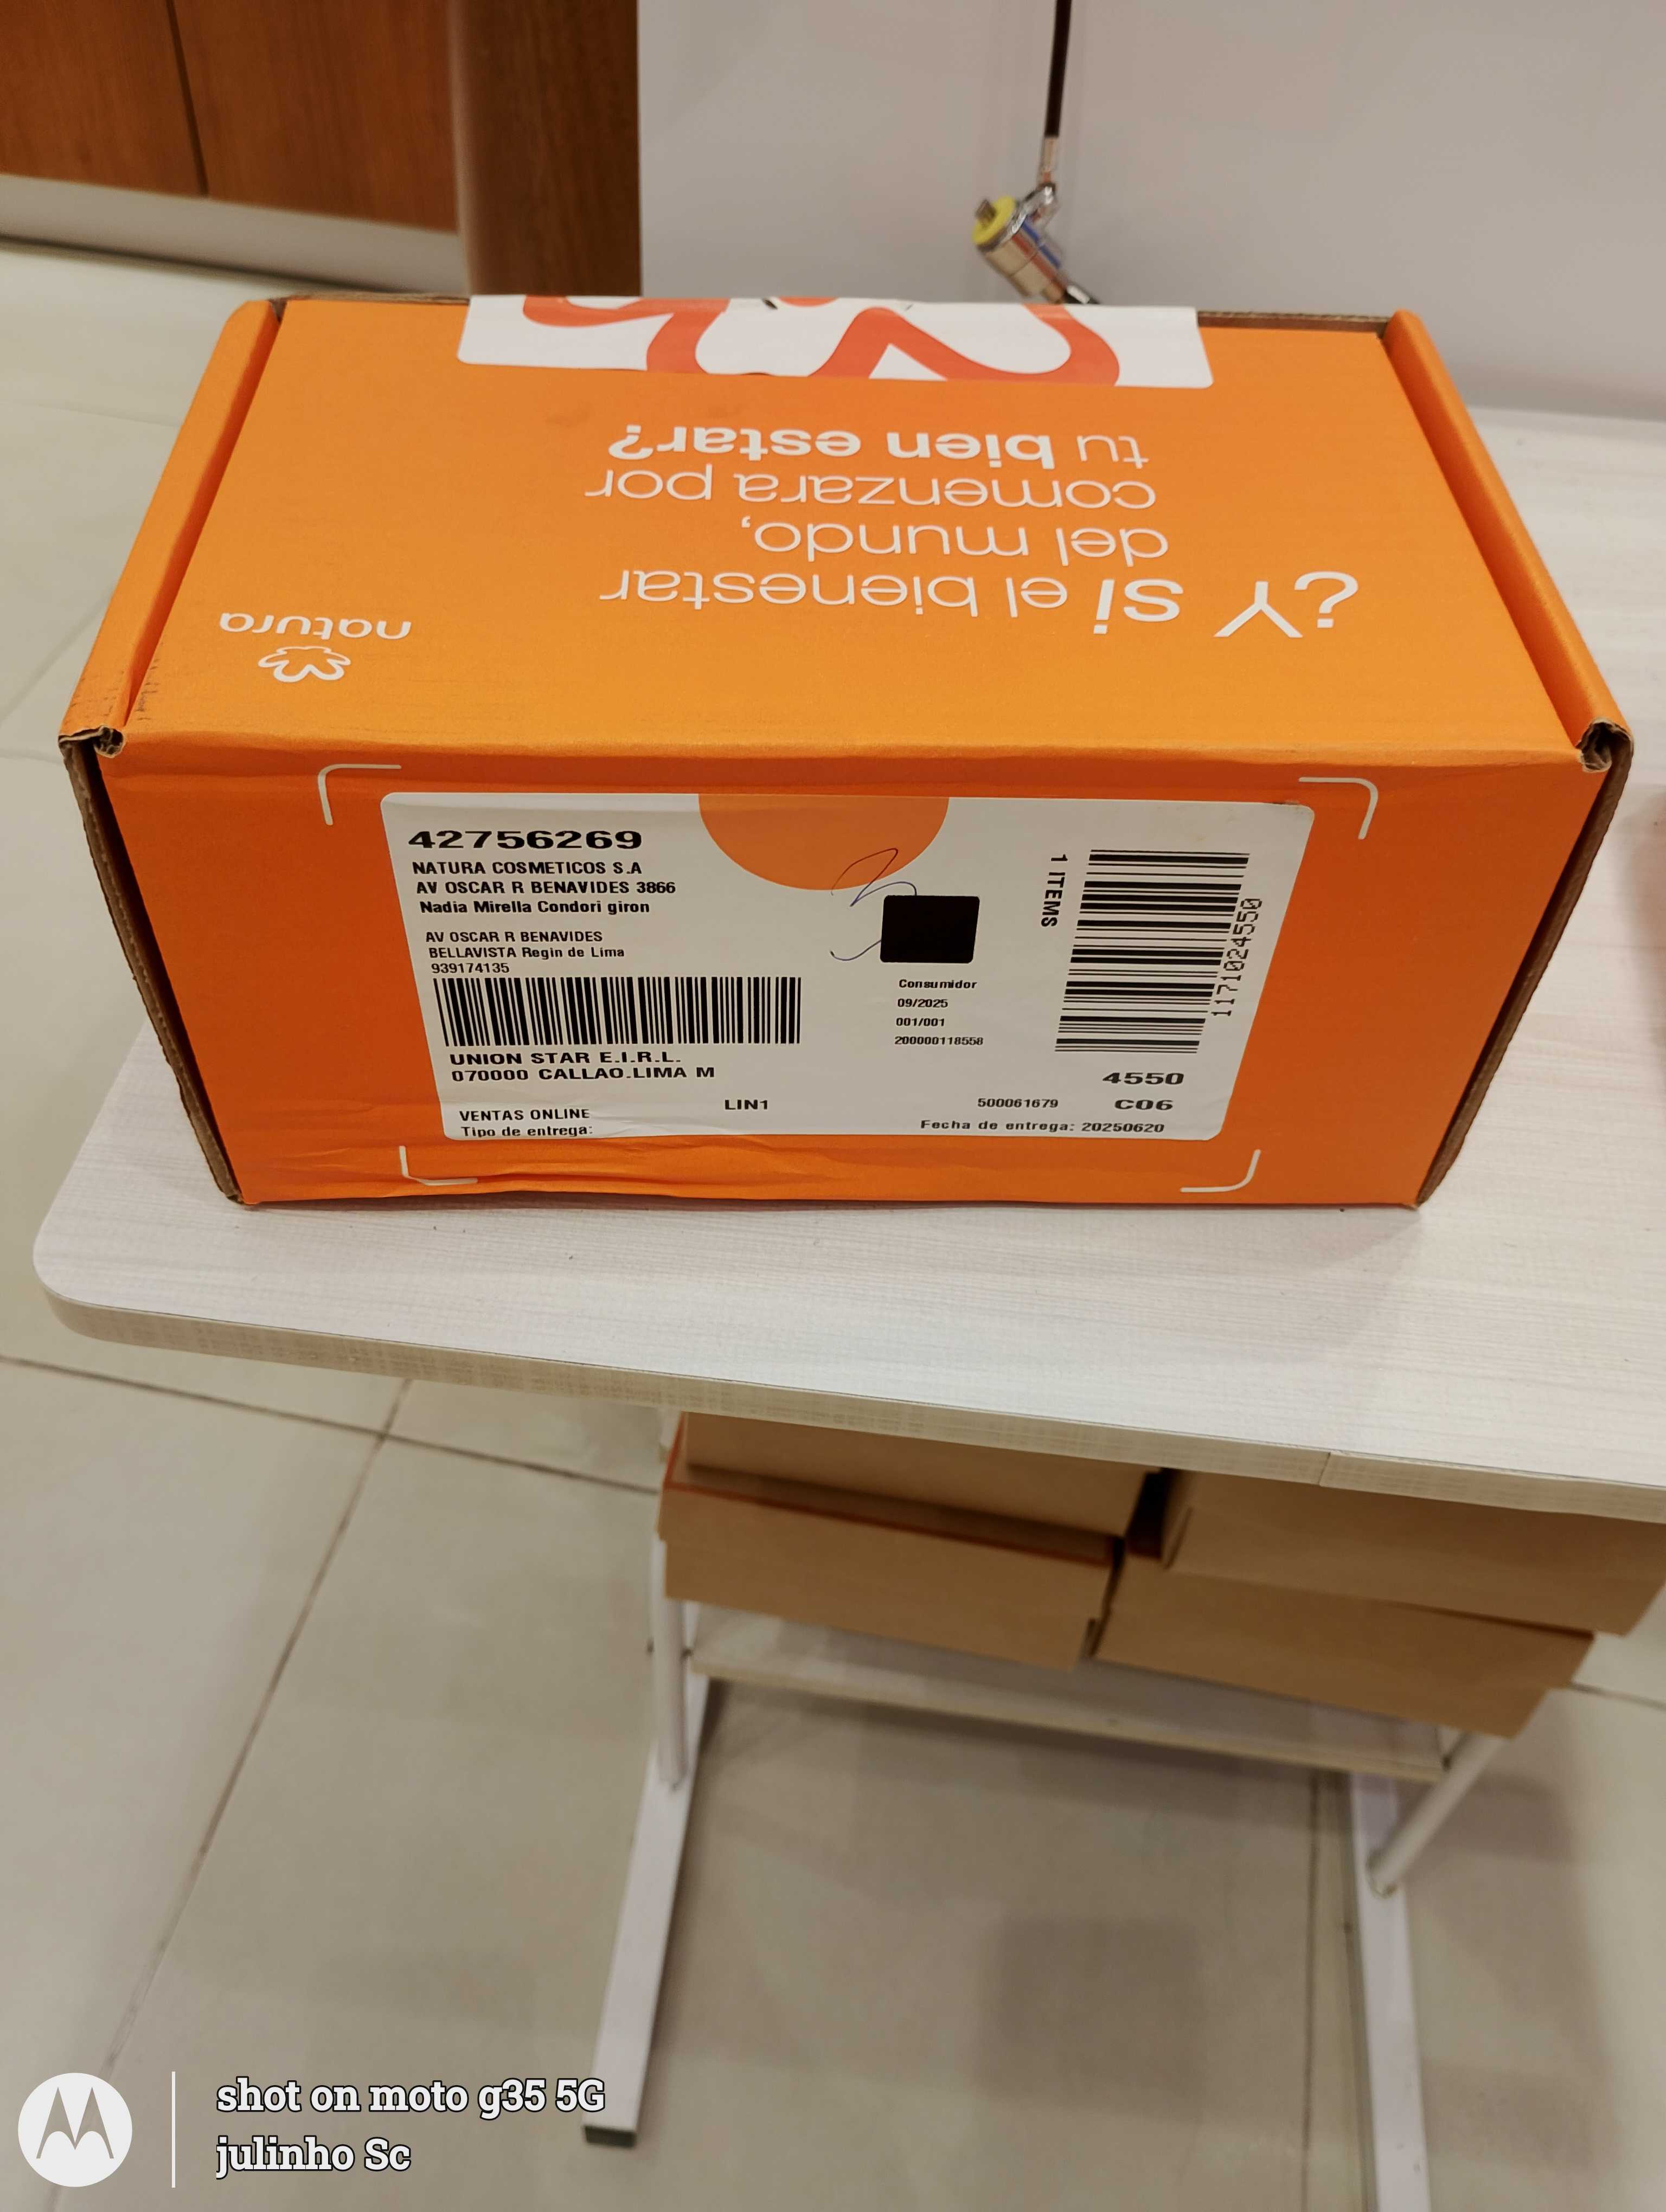 ¿Y si el bienestar
del mundo,
comenzara por
tu bien estar?
natura
42756269
NATURA COSMETICOS S.A
AV OSCAR R BENAVIDES 3866
Nadia Mirella Condori giron
AV OSCAR R BENAVIDES
BELLAVISTA Regin de Lima
939174135
UNION STAR E.I.R.L.
070000 CALLAO.LIMA M
VENTAS ONLINE
Tipo de entrega:
LIN1
Consumidor
09/2025
001/001
200000118558
1 ITEMS
1171024550
4550
500061679
C06
Fecha de entrega: 20250620
shot on moto g35 5G
julinho Sc